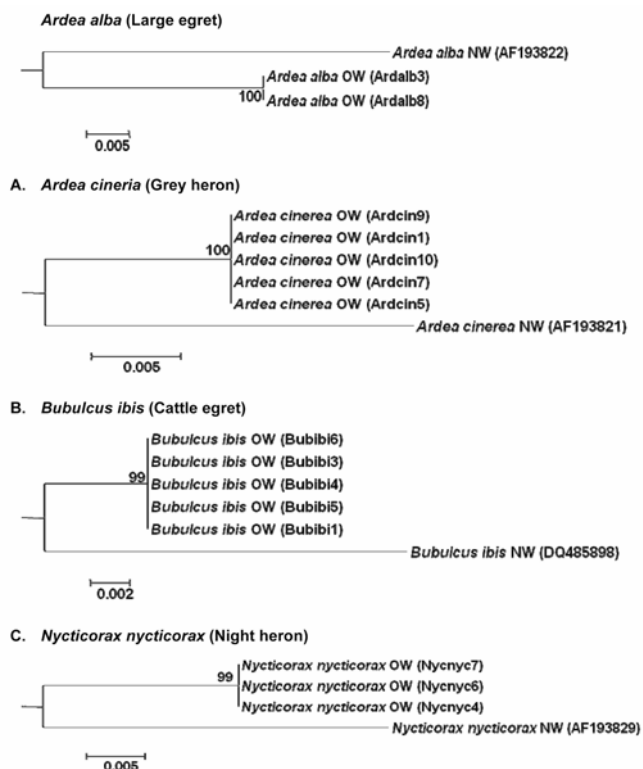 Ardea alba (Large egret)
Ardea alba NW (AF193822)
Ardea alba OW (Ardalb3)
100
Ardea alba OW (Ardalb8)
0.005
A. Ardea cineria (Grey heron)
Ardea cinerea OW (Ardcin9)
Ardea cinerea OW (Ardcin1)
100
Ardea cinerea OW (Ardcin10)
Ardea cinerea OW (Ardcin7)
Ardea cinerea OW (Ardcin5)
Ardea cinerea NW (AF193821)
0.005
B. Bubulcus ibis (Cattle egret)
Bubulcus ibis OW (Bubibi6)
Bubulcus ibis OW (Bubibi3)
99
Bubulcus ibis OW (Bubibi4)
Bubulcus ibis OW (Bubibi5)
Bubulcus ibis OW (Bubibi1)
Bubulcus ibis NW (DQ485898)
0.002
C. Nycticorax nycticorax (Night heron)
Nycticorax nycticorax OW (Nycnyc7)
99
Nycticorax nycticorax OW (Nycnyc6)
Nycticorax nycticorax OW (Nycnyc4)
Nycticorax nycticorax NW (AF193829)
0.005